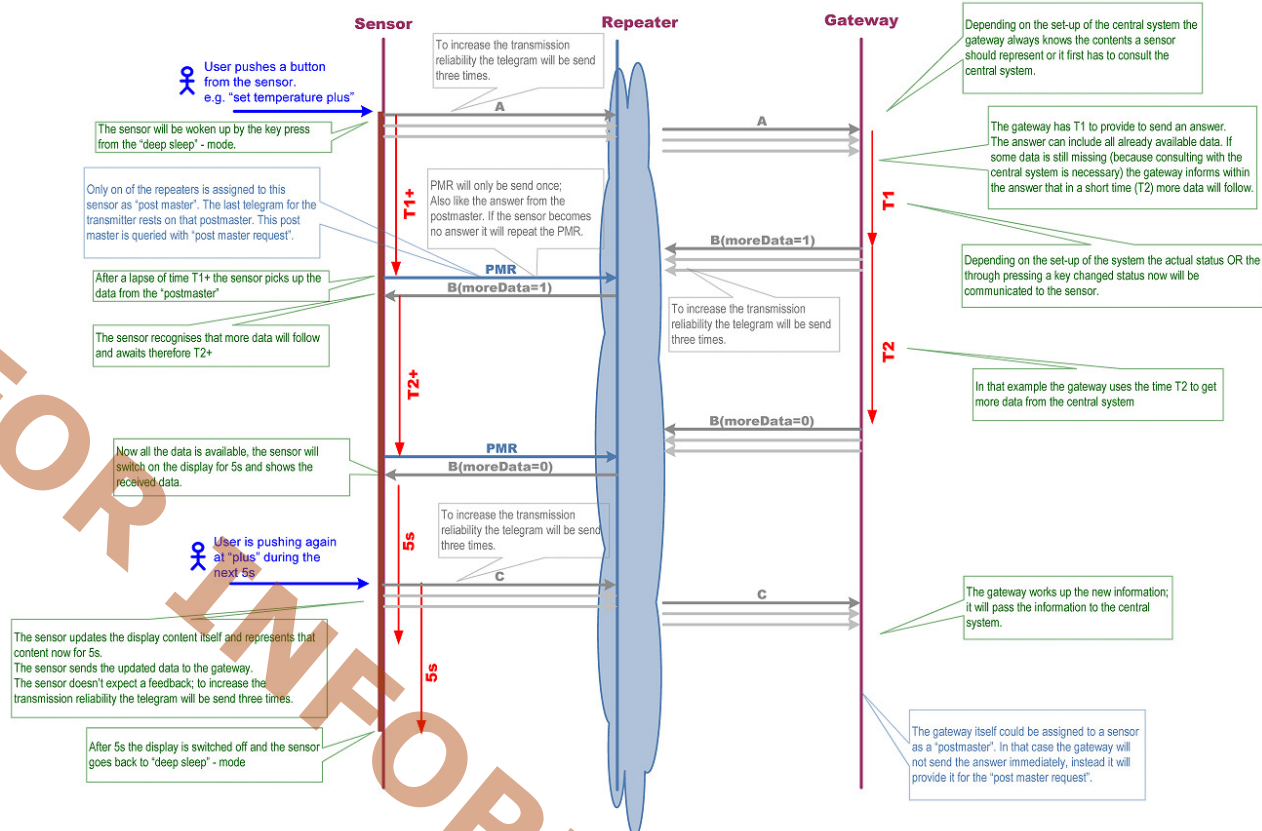 Sensor
Repeater
Gateway
Depending on the set-up of the central system the
gateway always knows the contents a sensor
should represent or it first has to consult the
central system.
To increase the transmission
reliability the telegram will be send
three times.
User pushes a button
from the sensor.
e.g. “set temperature plus”
A
A
The sensor will be woken up by the key press
from the “deep sleep” - mode.
The gateway has T1 to provide to send an answer.
The answer can include all already available data. If
some data is still missing (because consulting with the
central system is necessary) the gateway informs within
the answer that in a short time (T2) more data will follow.
Only on of the repeaters is assigned to this
sensor as “post master”. The last telegram for the
transmitter rests on that postmaster. This post
master is queried with “post master request”.
T1+
PMR will only be send once;
Also like the answer from the
postmaster. If the sensor becomes
no answer it will repeat the PMR.
T1
B(moreData=1)
Depending on the set-up of the system the actual status OR the
through pressing a key changed status now will be
communicated to the sensor.
After a lapse of time T1+ the sensor picks up the
data from the “postmaster”
PMR
B(moreData=1)
To increase the transmission
reliability the telegram will be send
three times.
The sensor recognises that more data will follow
and awaits therefore T2+
T2+
T2
In that example the gateway uses the time T2 to get
more data from the central system
B(moreData=0)
Now all the data is available, the sensor will
switch on the display for 5s and shows the
received data.
PMR
B(moreData=0)
To increase the transmission
reliability the telegram will be send
three times.
5s
User is pushing again
at “plus” during the
next 5s
C
C
The gateway works up the new information;
it will pass the information to the central
system.
The sensor updates the display content itself and represents that
content now for 5s.
The sensor sends the updated data to the gateway.
The sensor doesn't expect a feedback; to increase the
transmission reliability the telegram will be send three times.
5s
After 5s the display is switched off and the sensor
goes back to “deep sleep” - mode
The gateway itself could be assigned to a sensor
as a “postmaster”. In that case the gateway will
not send the answer immediately, instead it will
provide it for the “post master request”.
FOR INFOR